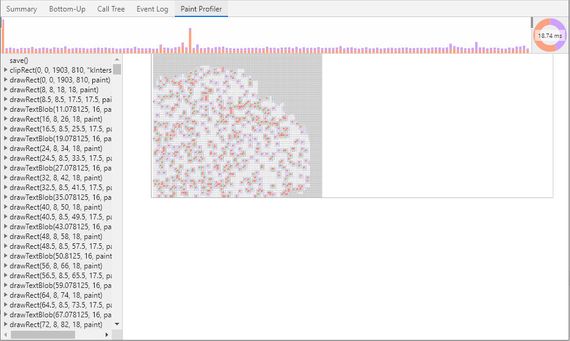 Summary Bottom-Up Call Tree Event Log Paint Profiler
18.74 ms
save()
clipRect(0, 0, 1903, 810, "kInters
drawRect(0, 0, 1903, 810, paint)
drawRect(8, 8, 18, 18, paint)
drawRect(8.5, 8.5, 17.5, 17.5, pain
drawTextBlob(11.078125, 16, pa
drawRect(16, 8, 26, 18, paint)
drawRect(16.5, 8.5, 25.5, 17.5, pa
drawTextBlob(19.078125, 16, pa
drawRect(24, 8, 34, 18, paint)
drawRect(24.5, 8.5, 33.5, 17.5, pa
drawTextBlob(27.078125, 16, pa
drawRect(32, 8, 42, 18, paint)
drawRect(32.5, 8.5, 41.5, 17.5, pa
drawTextBlob(35.078125, 16, pa
drawRect(40, 8, 50, 18, paint)
drawRect(40.5, 8.5, 49.5, 17.5, pa
drawTextBlob(43.078125, 16, pa
drawRect(48, 8, 58, 18, paint)
drawRect(48.5, 8.5, 57.5, 17.5, pa
drawTextBlob(50.8125, 16, paint
drawRect(56, 8, 66, 18, paint)
drawRect(56.5, 8.5, 65.5, 17.5, pa
drawTextBlob(59.078125, 16, pa
drawRect(64, 8, 74, 18, paint)
drawRect(64.5, 8.5, 73.5, 17.5, pa
drawTextBlob(67.078125, 16, pa
drawRect(72, 8, 82, 18, paint)